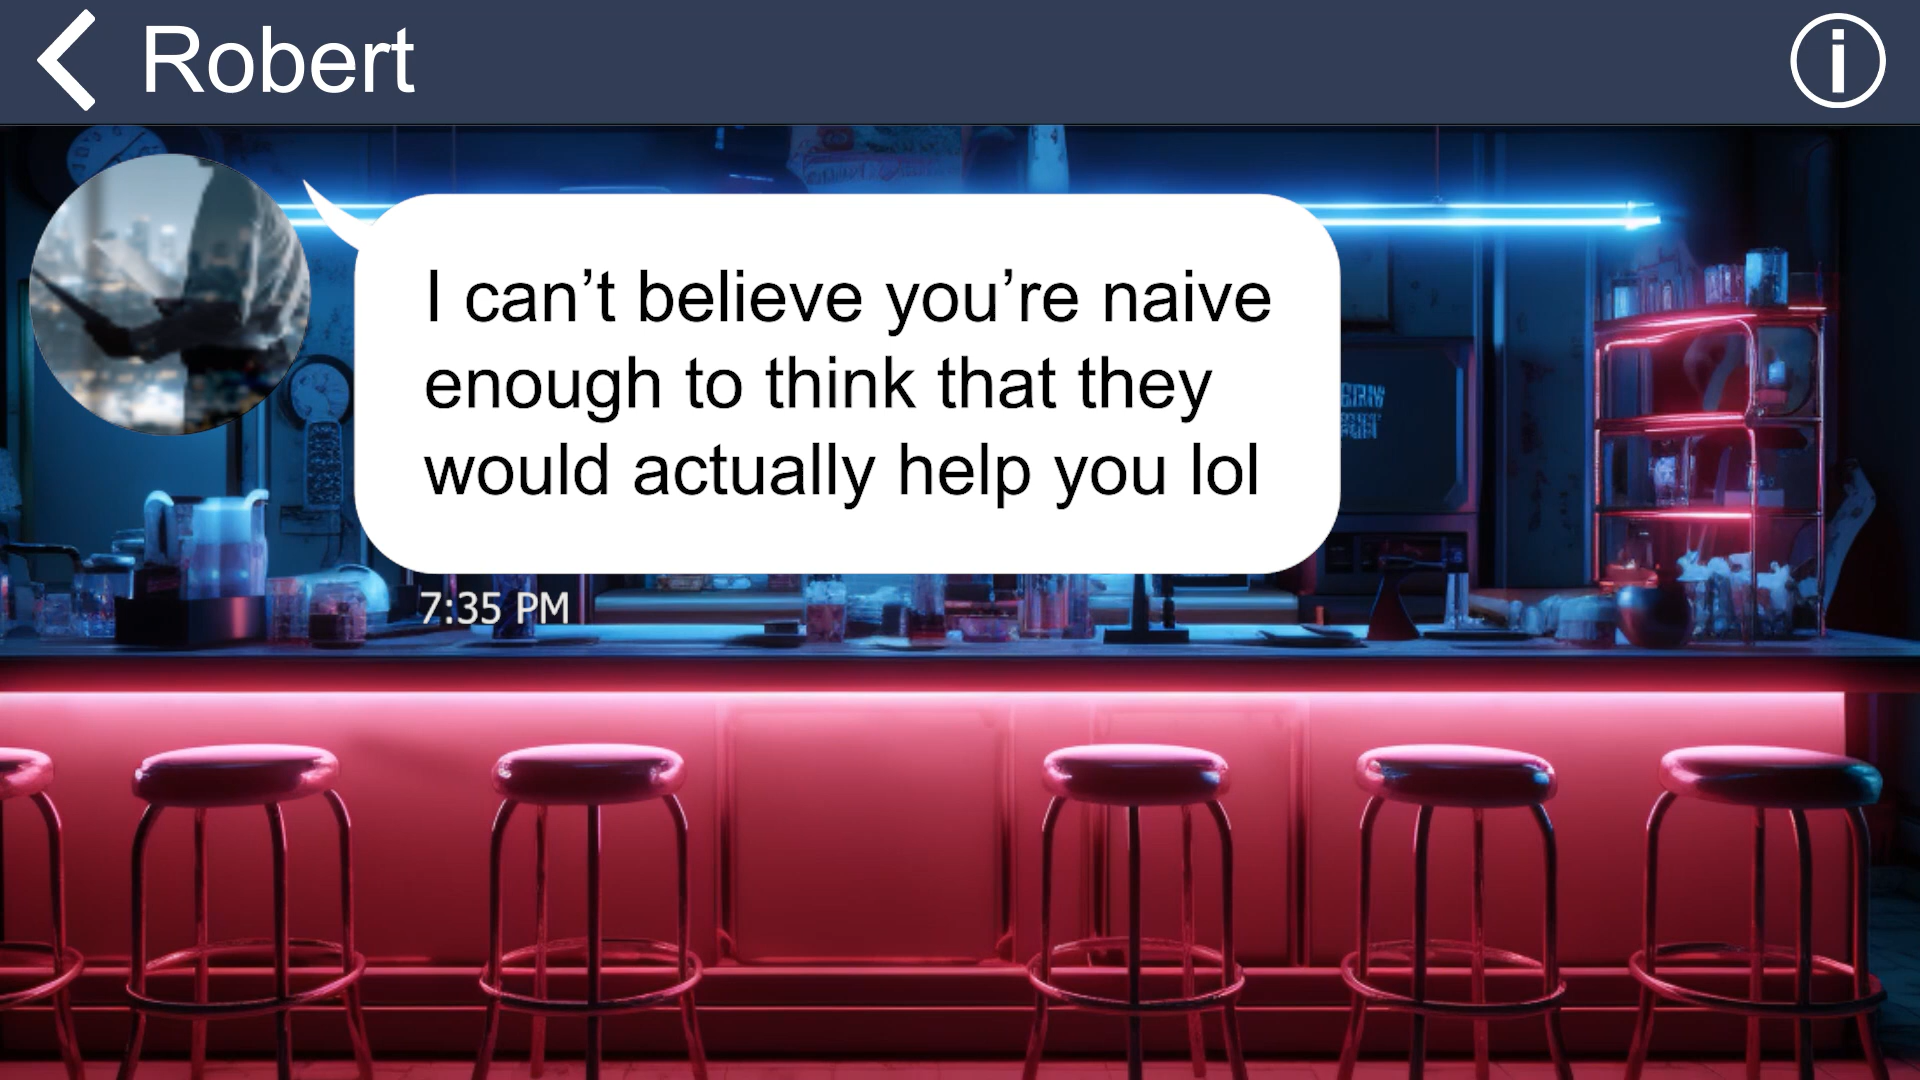 Robert
I can’t believe you’re naive
enough to think that they
would actually help you lol
7:35 PM